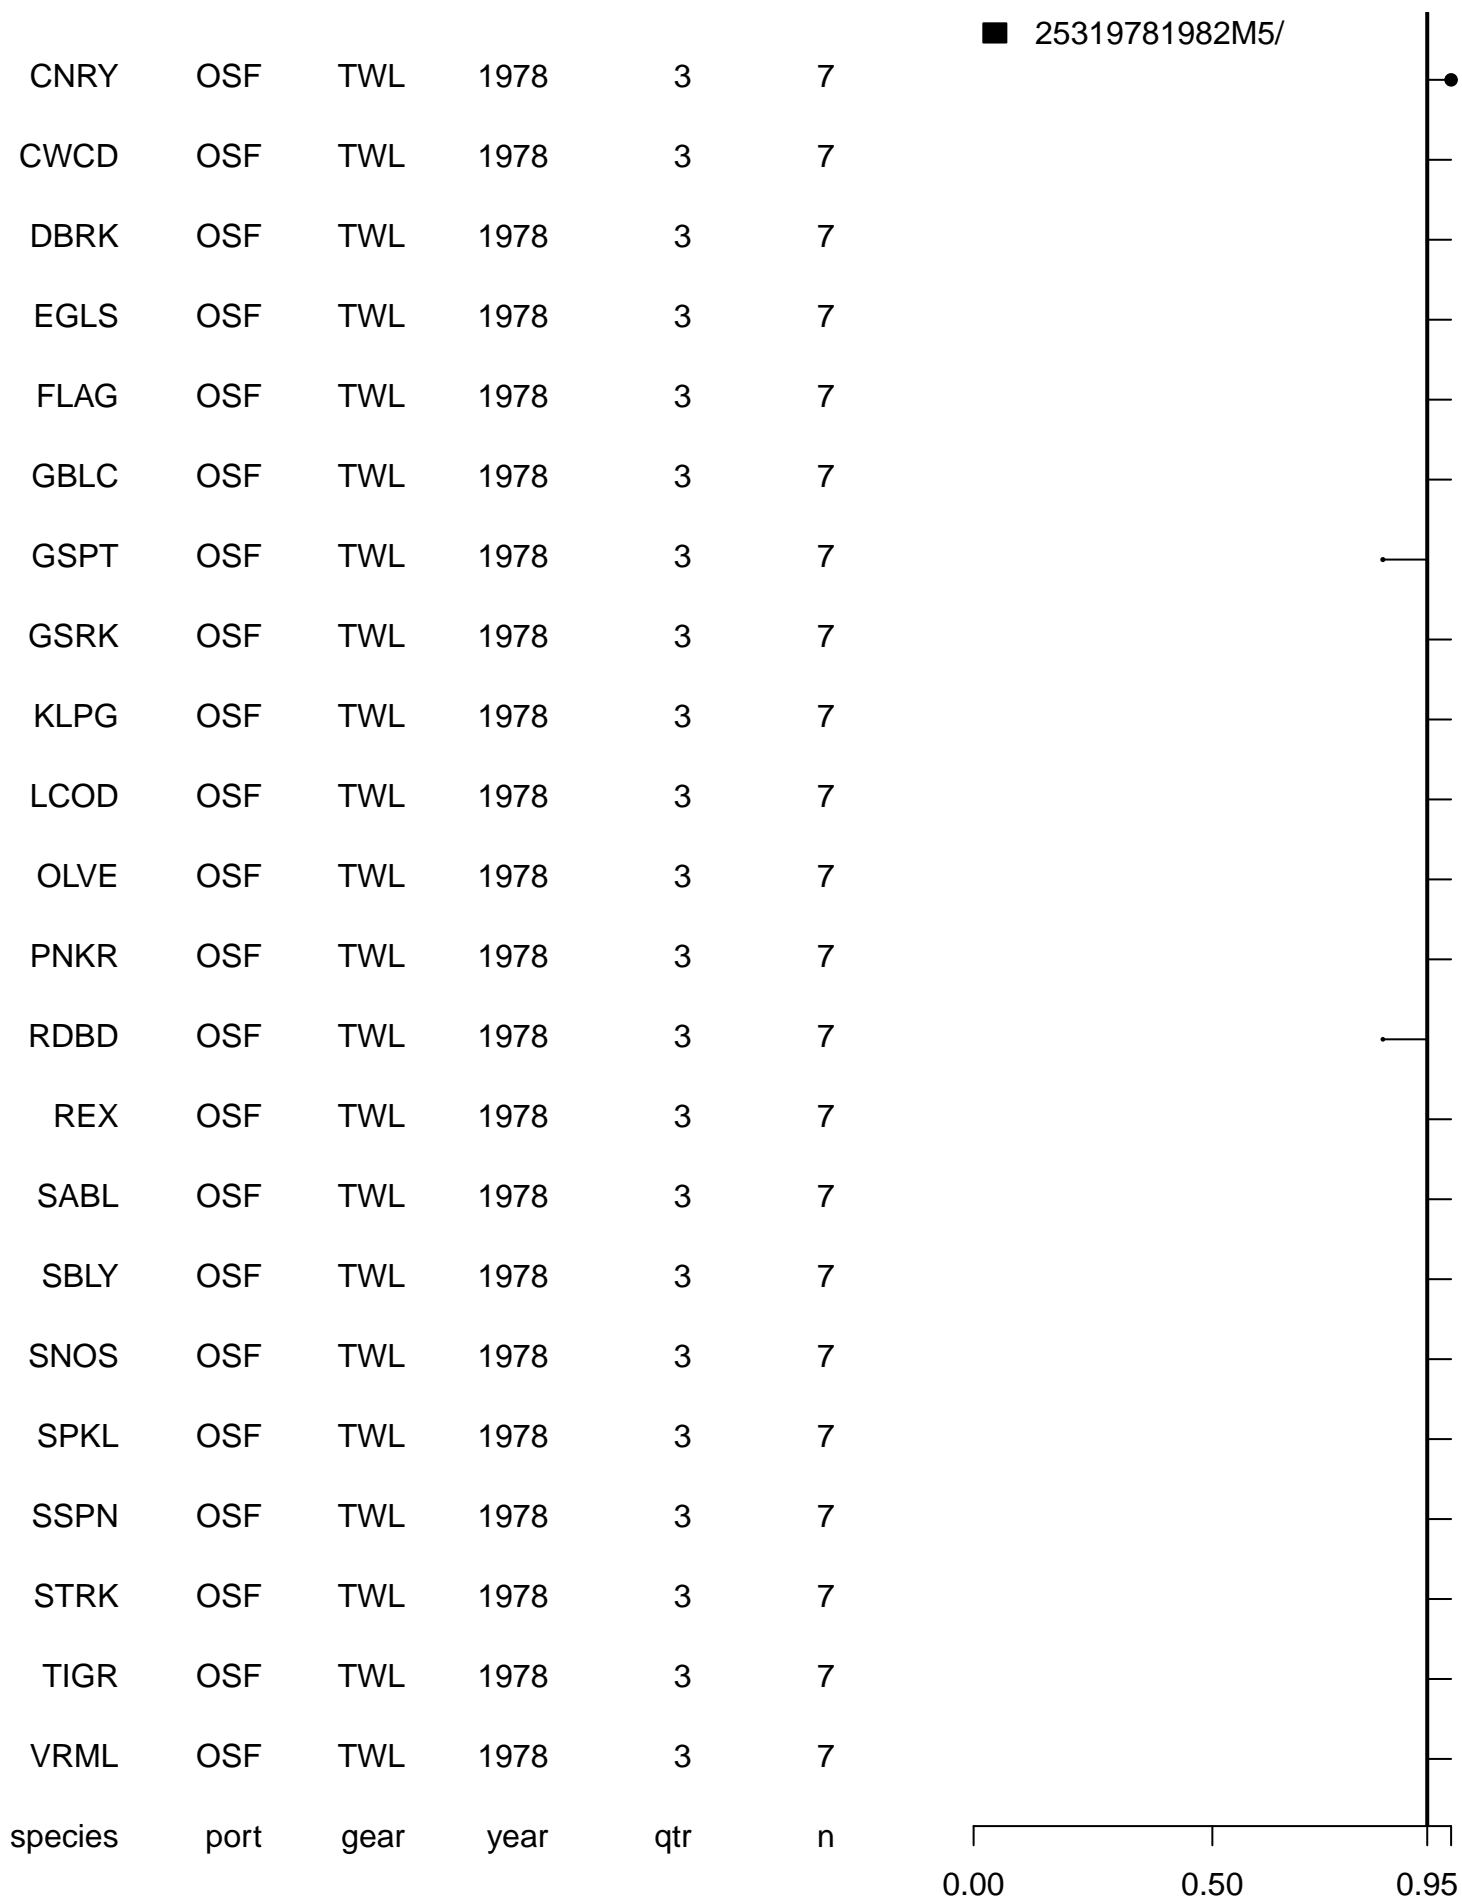 25319781982M5/
CNRY OSF TWL 1978 3 7
CWCD OSF TWL 1978 3 7
DBRK OSF TWL 1978 3 7
EGLS OSF TWL 1978 3 7
FLAG OSF TWL 1978 3 7
GBLC OSF TWL 1978 3 7
GSPT OSF TWL 1978 3 7
GSRK OSF TWL 1978 3 7
KLPG OSF TWL 1978 3 7
LCOD OSF TWL 1978 3 7
OLVE OSF TWL 1978 3 7
PNKR OSF TWL 1978 3 7
RDBD OSF TWL 1978 3 7
REX OSF TWL 1978 3 7
SABL OSF TWL 1978 3 7
SBLY OSF TWL 1978 3 7
SNOS OSF TWL 1978 3 7
SPKL OSF TWL 1978 3 7
SSPN OSF TWL 1978 3 7
STRK OSF TWL 1978 3 7
TIGR OSF TWL 1978 3 7
VRML OSF TWL 1978 3 7
species port gear year qtr n
0.00 0.50 0.95